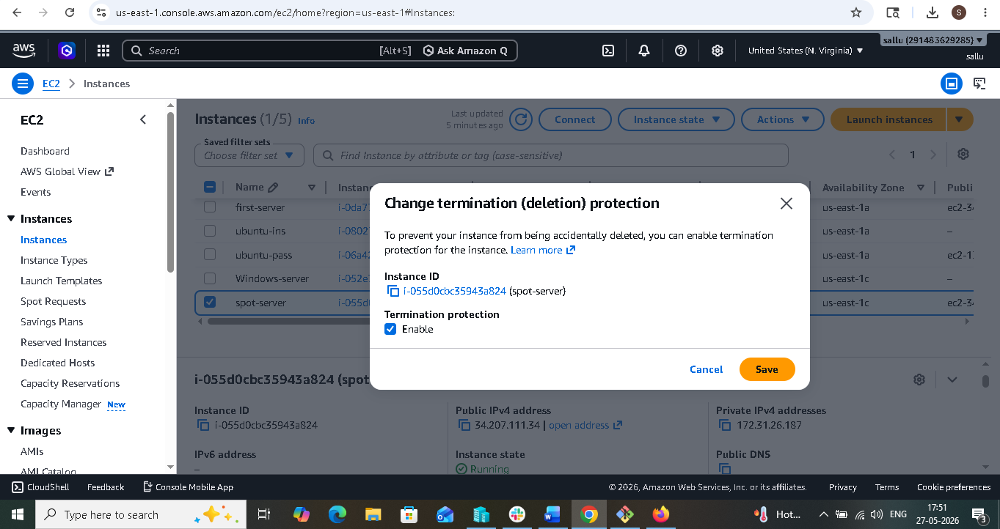 us-east-1.console.aws.amazon.com/ec2/home?region=us-east-1#Instances:
S
aws
Search
[Alt+S]
Ask Amazon Q
United States (N. Virginia)
sallu (291483629285)
sallu
EC2
Instances
EC2
Dashboard
AWS Global View
Events
Instances
Instances
Instance Types
Launch Templates
Spot Requests
Savings Plans
Reserved Instances
Dedicated Hosts
Capacity Reservations
Capacity Manager New
Images
AMIs
AMI Catalog
Instances (1/5) Info
Last updated
5 minutes ago
Connect
Instance state
Actions
Launch instances
Saved filter sets
Choose filter set
Find Instance by attribute or tag (case-sensitive)
1
Name
Instan
Availability Zone
Publi
first-server i-0da7 us-east-1a ec2-3
ubuntu-ins i-0802 us-east-1a –
ubuntu-pass i-06a4 us-east-1a ec2-1
Windows-server i-052e us-east-1c –
spot-server i-055d us-east-1c ec2-3
Change termination (deletion) protection
To prevent your instance from being accidentally deleted, you can enable termination
protection for the instance. Learn more
Instance ID
i-055d0cbc35943a824 (spot-server)
Termination protection
Enable
Cancel
Save
i-055d0cbc35943a824 (spot
Instance ID
i-055d0cbc35943a824
IPv6 address
–
Public IPv4 address
34.207.111.34 | open address
Instance state
Running
Private IPv4 addresses
172.31.26.187
Public DNS
CloudShell
Feedback
Console Mobile App
© 2026, Amazon Web Services, Inc. or its affiliates.
Privacy
Terms
Cookie preferences
Type here to search
Hot...
ENG
17:51
27-05-2026
3